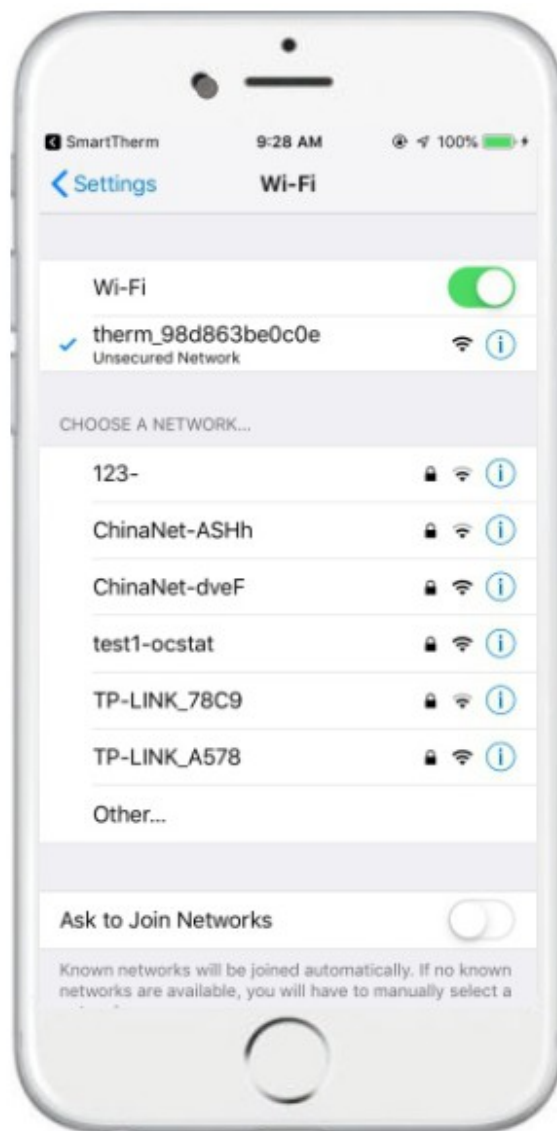 SmartTherm 9:28 AM 100%
Settings Wi-Fi
Wi-Fi
therm_98d863be0c0e
Unsecured Network
CHOOSE A NETWORK...
123-
ChinaNet-ASHh
ChinaNet-dveF
test1-ocstat
TP-LINK_78C9
TP-LINK_A578
Other...
Ask to Join Networks
Known networks will be joined automatically. If no known
networks are available, you will have to manually select a